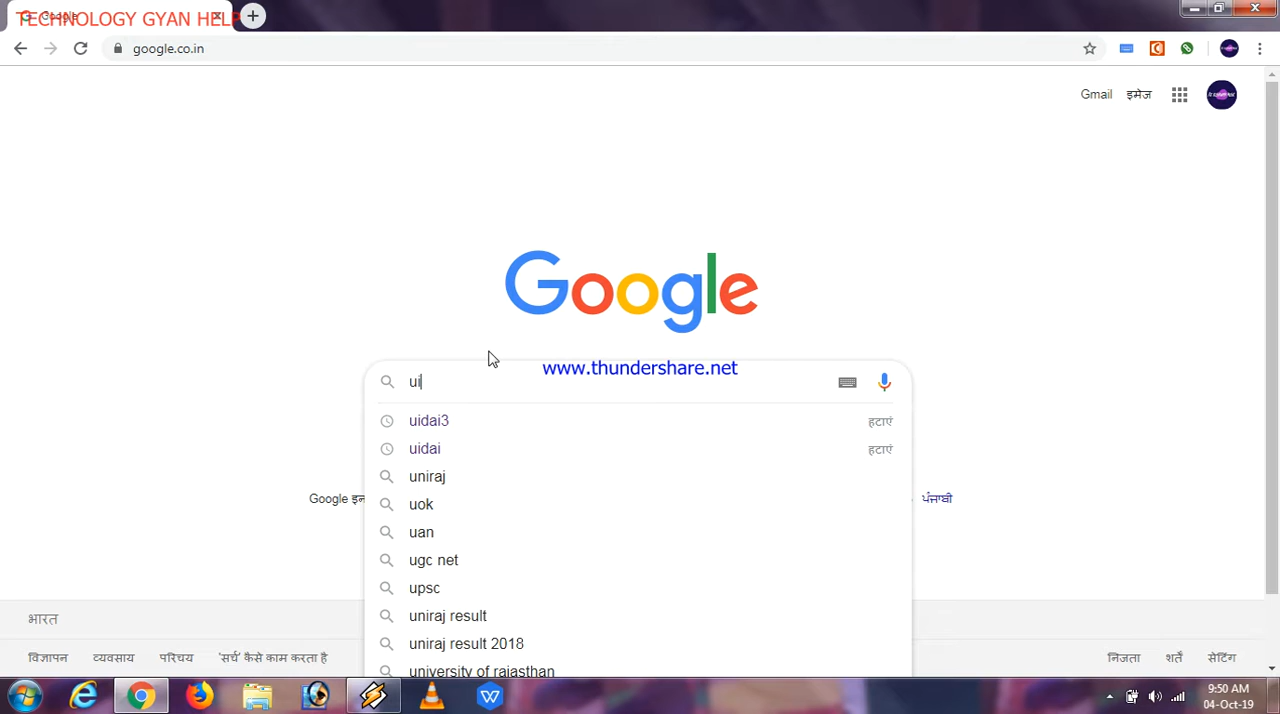 TECHNOLOGY GYAN HELP
google.co.in
Gmail इमेज
Google
www.thundershare.net
ui
uidai3 हटाएं
uidai हटाएं
uniraj
uok
uan
ugc net
upsc
uniraj result
uniraj result 2018
university of rajasthan
Google ਪੰਜਾਬੀ
भारत
विज्ञापन व्यवसाय परिचय 'सर्च' कैसे काम करता है निजता शर्तें सेटिंग
9:50 AM
04-Oct-19